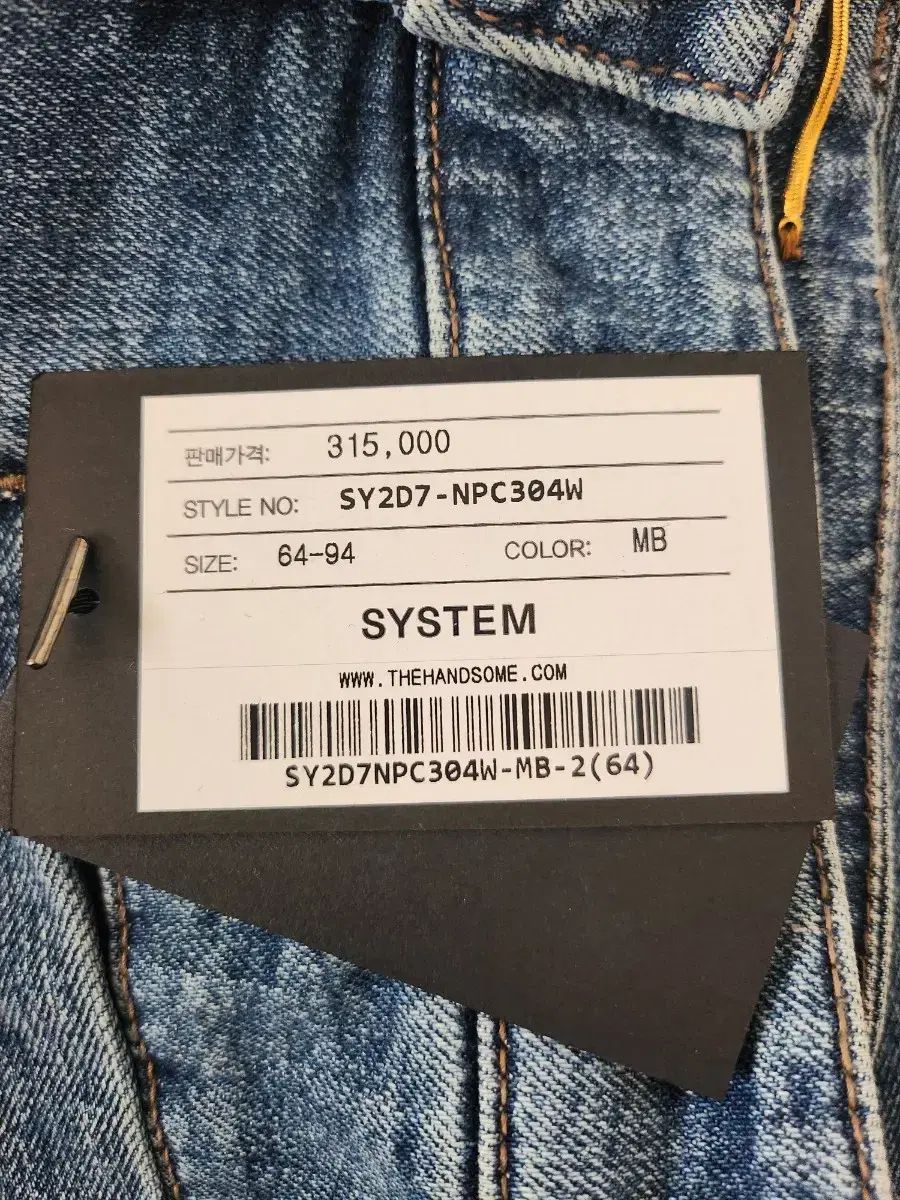 판매가격: 315,000
STYLE NO: SY2D7-NPC304W
SIZE: 64-94 COLOR: MB
SYSTEM
WWW.THEHANDSOME.COM
SY2D7NPC304W-MB-2(64)